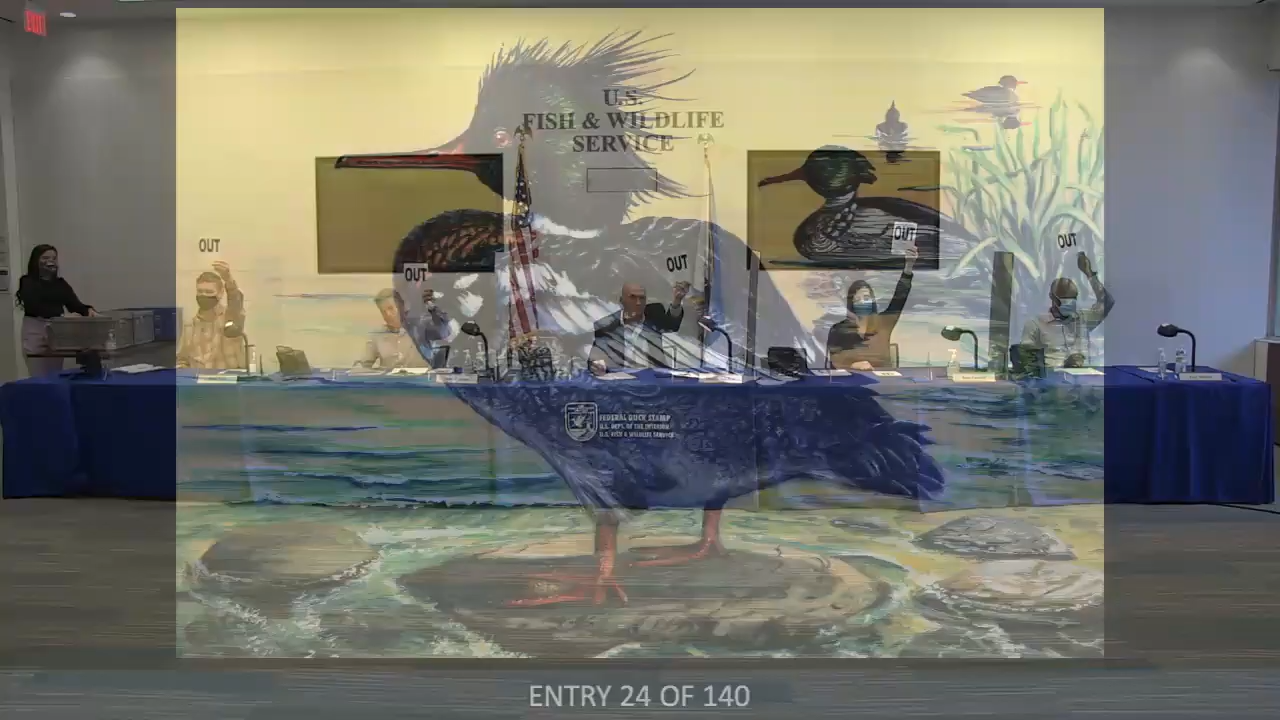 EXIT
U.S.
FISH & WILDLIFE
SERVICE
OUT
OUT
OUT
OUT
OUT
FEDERAL DUCK STAMP
U.S. DEPT. OF THE INTERIOR
U.S. FISH & WILDLIFE SERVICE
ENTRY 24 OF 140